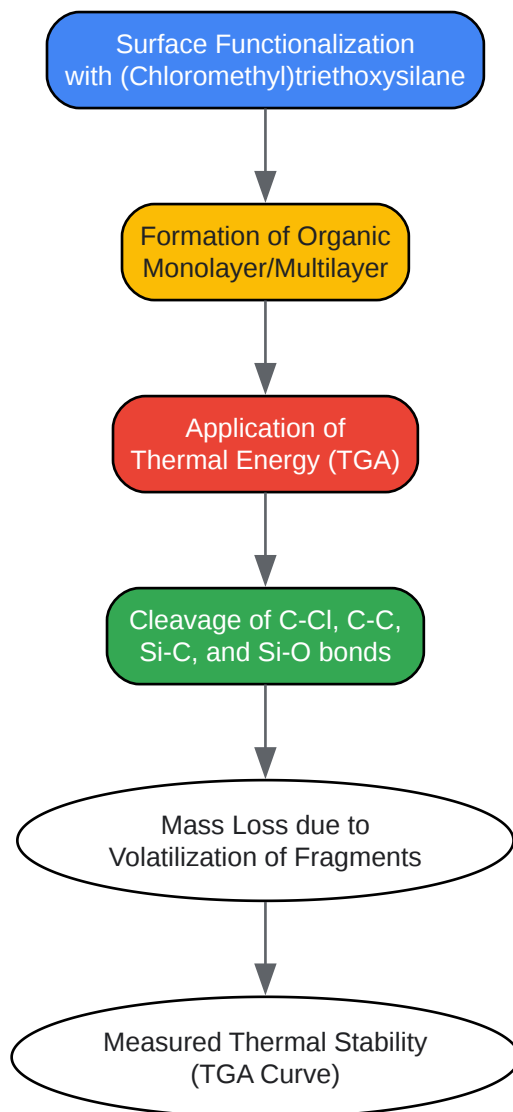 Surface Functionalization
with (Chloromethyl)triethoxysilane
Formation of Organic
Monolayer/Multilayer
Application of
Thermal Energy (TGA)
Cleavage of C-Cl, C-C,
Si-C, and Si-O bonds
Mass Loss due to
Volatilization of Fragments
Measured Thermal Stability
(TGA Curve)